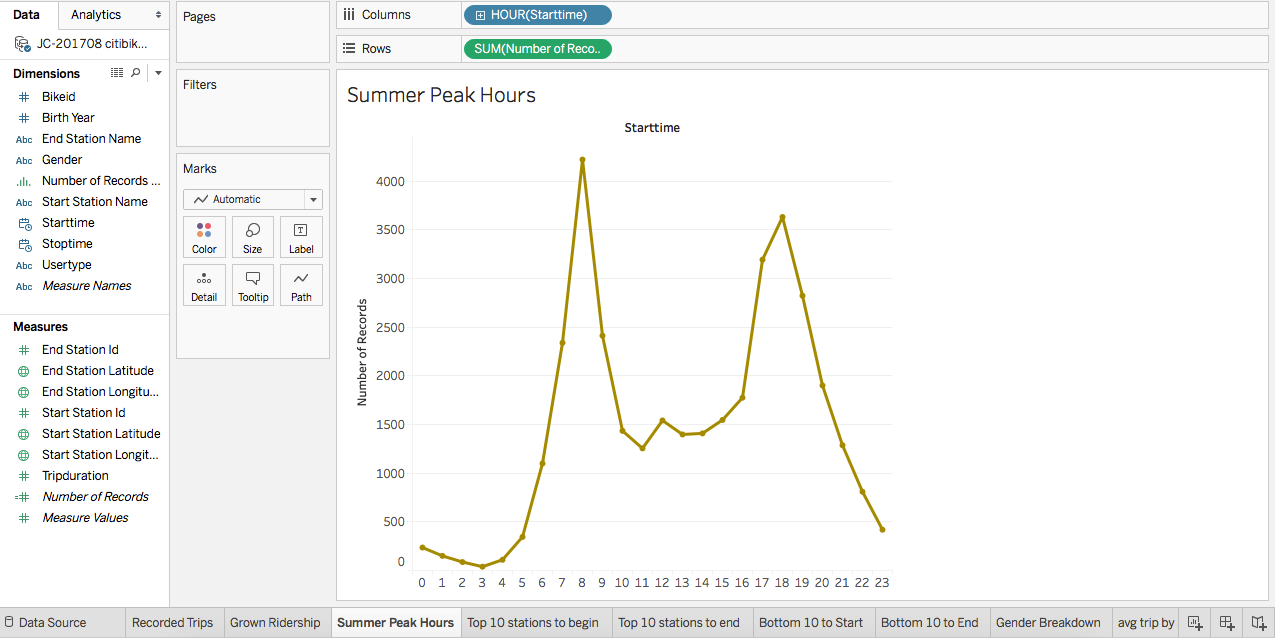 Data
Analytics
JC-201708 citibik...
Dimensions
Bikeid
Birth Year
Abc End Station Name
Abc Gender
Number of Records ...
Abc Start Station Name
Starttime
Stoptime
Abc Usertype
Abc Measure Names
Measures
End Station Id
End Station Latitude
End Station Longitu...
Start Station Id
Start Station Latitude
Start Station Longit...
Tripduration
Number of Records
Measure Values
Pages
Filters
Marks
Automatic
Color Size Label
Detail Tooltip Path
Columns HOUR(Starttime)
Rows SUM(Number of Reco..
Summer Peak Hours
Starttime
Number of Records
4000
3500
3000
2500
2000
1500
1000
500
0
0 1 2 3 4 5 6 7 8 9 10 11 12 13 14 15 16 17 18 19 20 21 22 23
Data Source Recorded Trips Grown Ridership Summer Peak Hours Top 10 stations to begin Top 10 stations to end Bottom 10 to Start Bottom 10 to End Gender Breakdown avg trip by